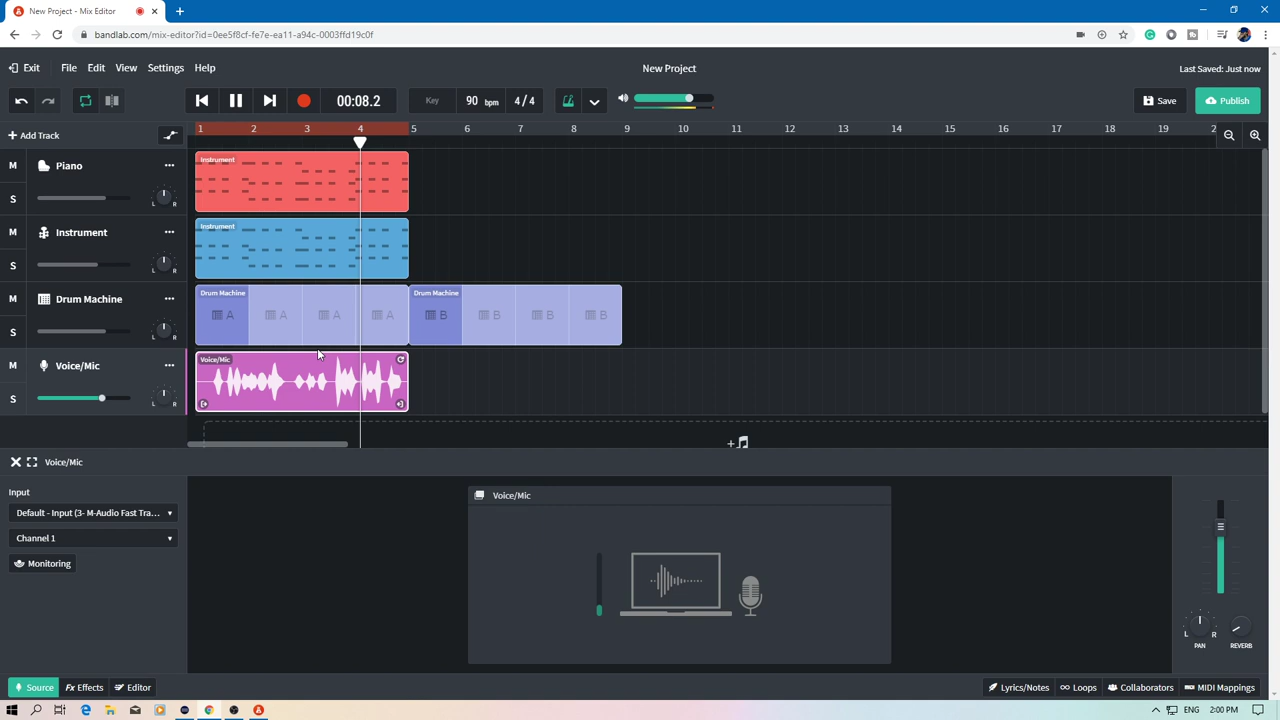 New Project - Mix Editor
bandlab.com/mix-editor?id=0ee5f8cf-fe7e-ea11-a94c-0003ffd19c0f
Exit File Edit View Settings Help
New Project
Last Saved: Just now
00:08.2
Key 90 bpm 4/4
Save
Publish
+ Add Track
1 2 3 4 5 6 7 8 9 10 11 12 13 14 15 16 17 18 19 2
M Piano
S L R
Instrument
M Instrument
S L R
Instrument
M Drum Machine
S L R
Drum Machine
A A A A
Drum Machine
B B B B
M Voice/Mic
S L R
Voice/Mic
Voice/Mic
Input
Default - Input (3- M-Audio Fast Tra...
Channel 1
Monitoring
Voice/Mic
L R
PAN REVERB
Source Fx Effects Editor
Lyrics/Notes Loops Collaborators MIDI Mappings
ENG 2:00 PM